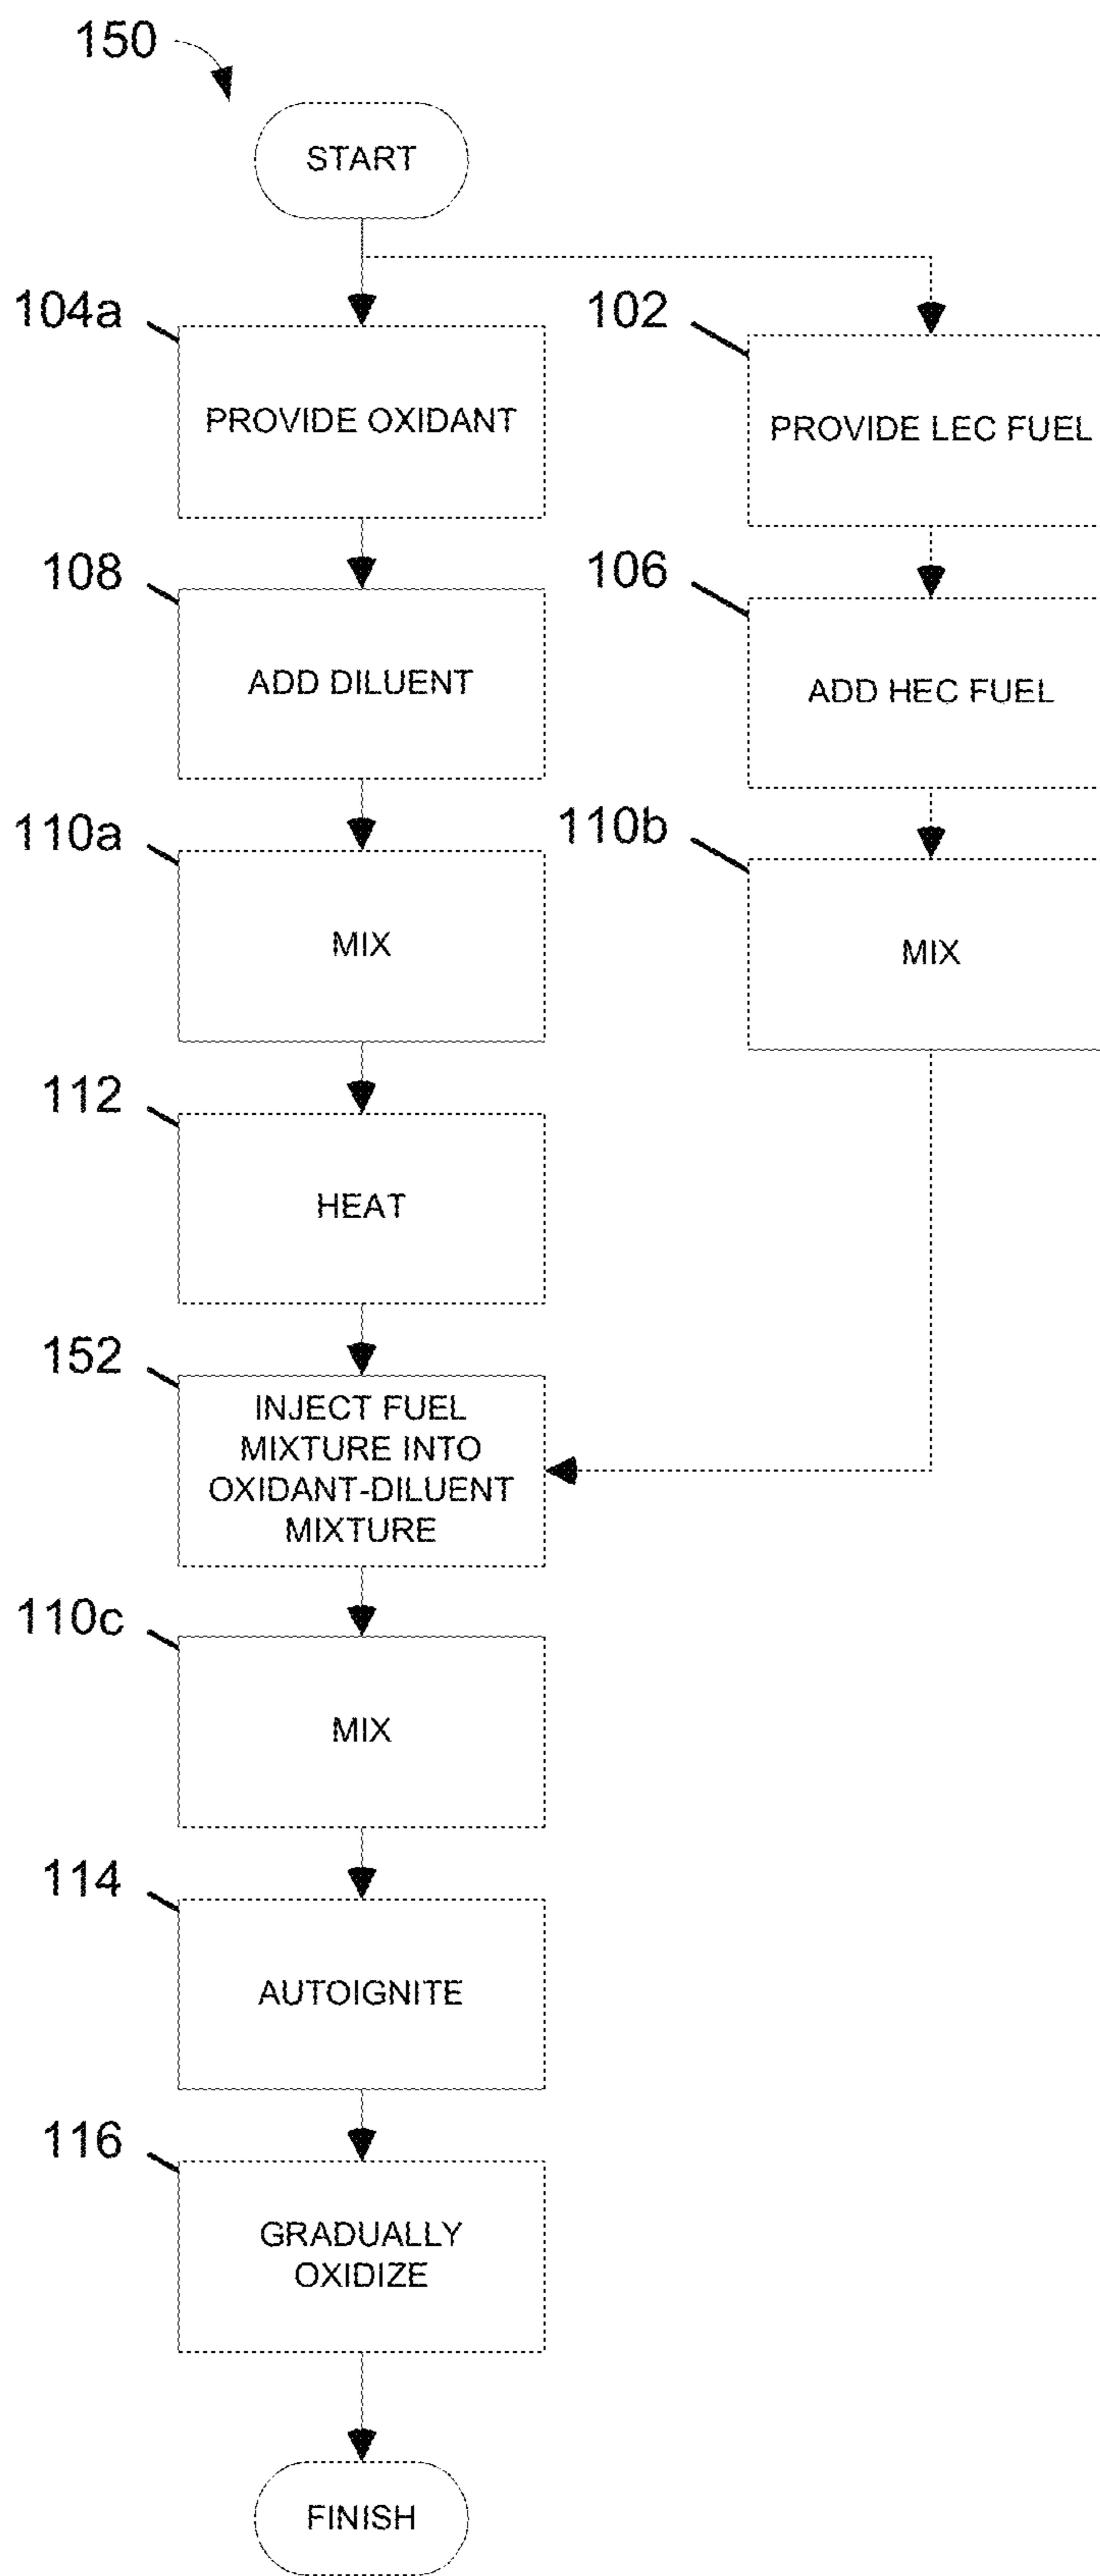 150
START
104a
PROVIDE OXIDANT
102
PROVIDE LEC FUEL
108
ADD DILUENT
106
ADD HEC FUEL
110a
MIX
110b
MIX
112
HEAT
152
INJECT FUEL
MIXTURE INTO
OXIDANT-DILUENT
MIXTURE
110c
MIX
114
AUTOIGNITE
116
GRADUALLY
OXIDIZE
FINISH